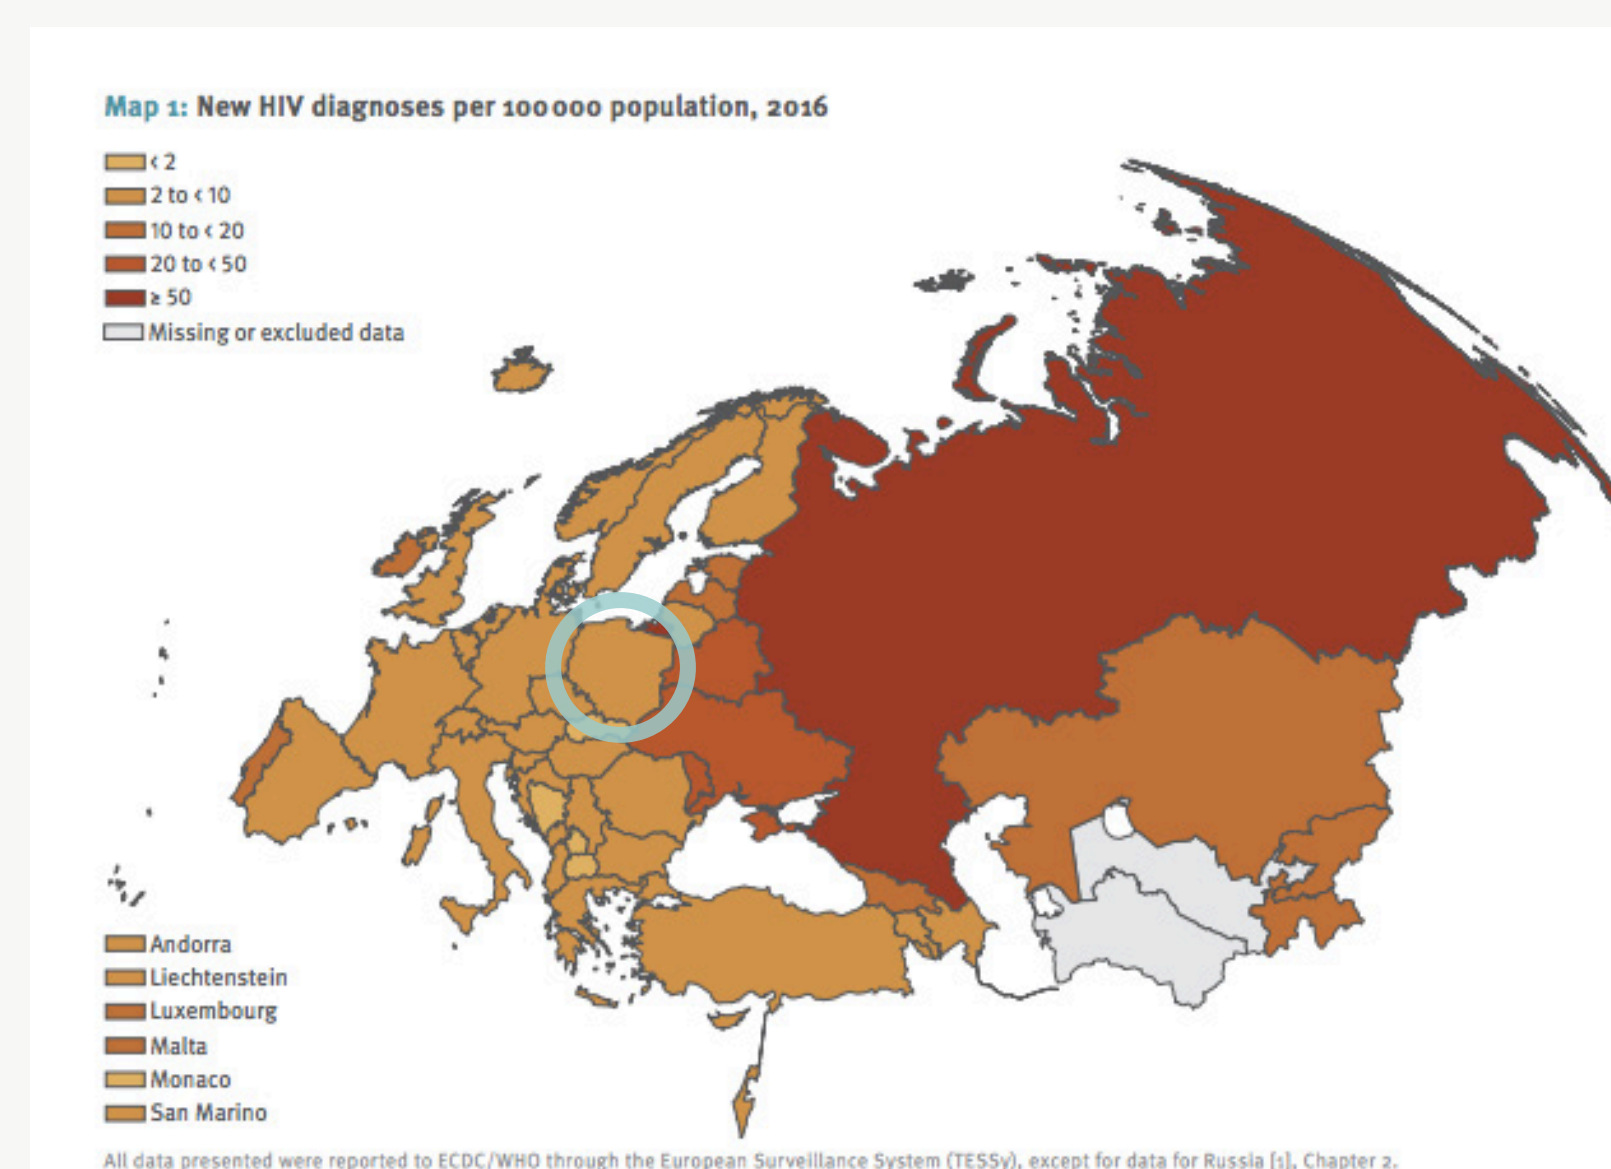 Map 1: New HIV diagnoses per 100 000 population, 2016
< 2
2 to < 10
10 to < 20
20 to < 50
≥ 50
Missing or excluded data
Andorra
Liechtenstein
Luxembourg
Malta
Monaco
San Marino
All data presented were reported to ECDC/WHO through the European Surveillance System (TESSy), except for data for Russia [1], Chapter 2.